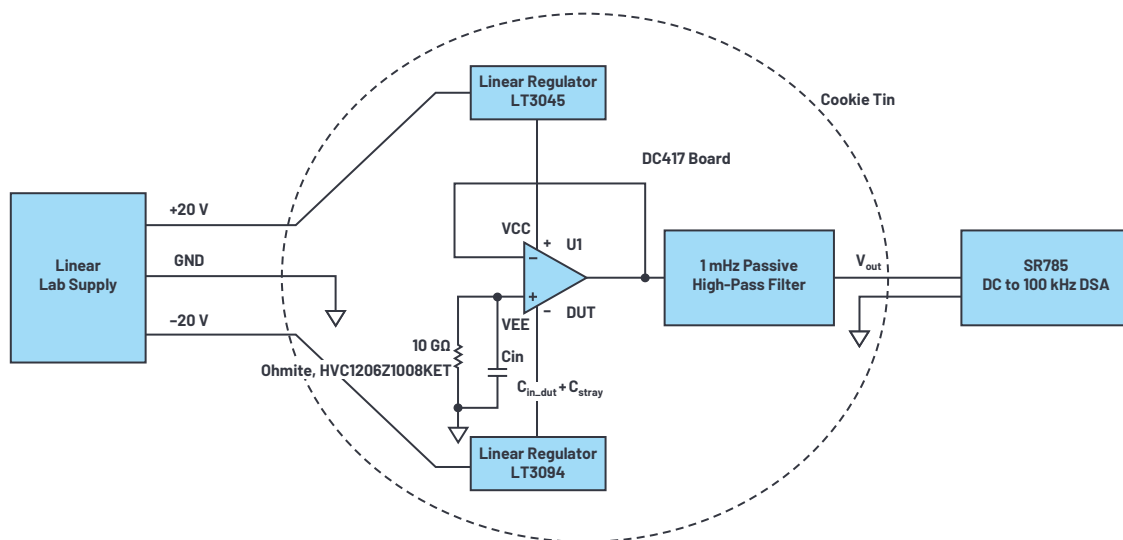 Linear Regulator
LT3045
Cookie Tin
DC417 Board
+20 V
Linear
Lab Supply
GND
−20 V
VCC
+
U1
−
+
−
VEE
DUT
1 mHz Passive
High-Pass Filter
Vout
SR785
DC to 100 kHz DSA
10 GΩ
Ohmite, HVC1206Z1008KET
Cin
Cin_dut + Cstray
Linear Regulator
LT3094